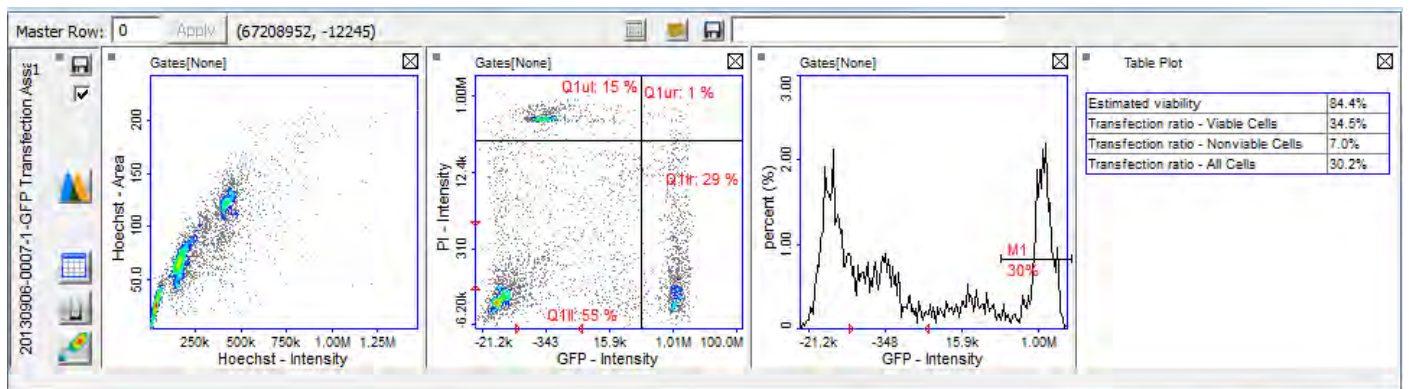 Master Row: 0 Apply (67208952, -12245)
20130906-0007-1-GFP Transfection Assa1
Gates[None]
Hoechst - Area
200
150
100
50.0
250k 500k 750k 1.00M 1.25M
Hoechst - Intensity
Gates[None]
Q1ul: 15 %
Q1ur: 1 %
Q1lr: 29 %
Q1ll: 55 %
PI - Intensity
1.00M
12.4k
310
-6.20k
-21.2k -343 15.9k 1.01M 100.0M
GFP - Intensity
Gates[None]
percent (%)
3.00
2.00
1.00
0
M1
30%
-21.2k -348 15.9k 1.00M
GFP - Intensity
Table Plot
Estimated viability 84.4%
Transfection ratio - Viable Cells 34.5%
Transfection ratio - Nonviable Cells 7.0%
Transfection ratio - All Cells 30.2%